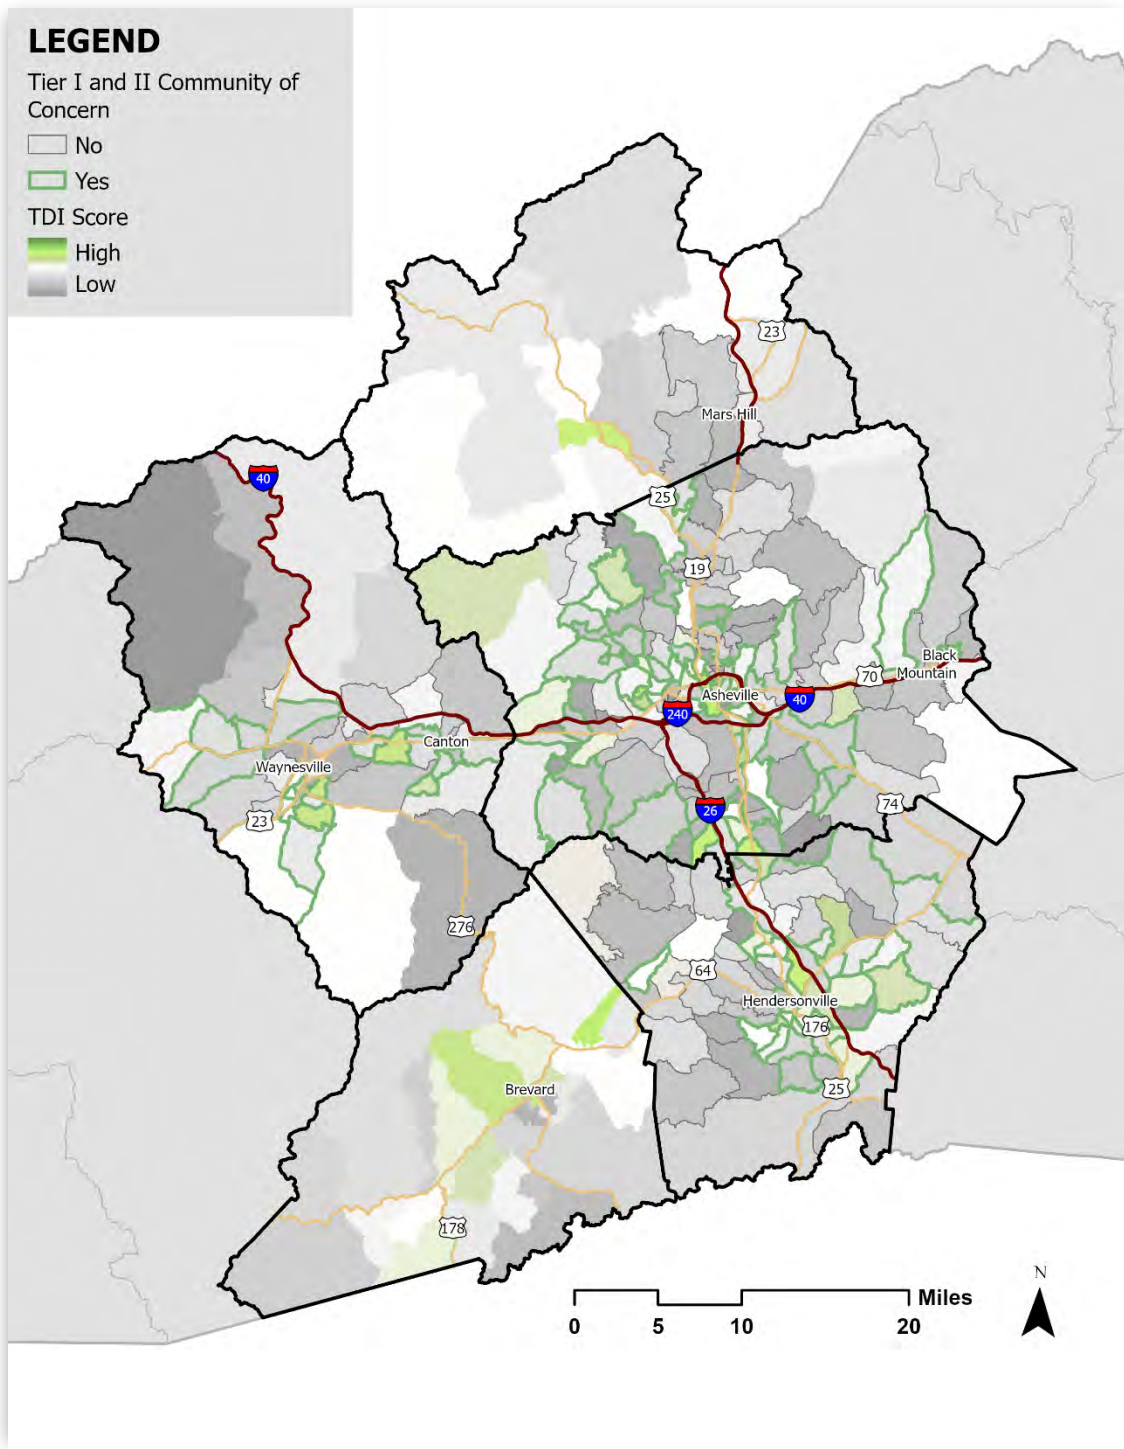 LEGEND
Tier I and II Community of
Concern
No
Yes
TDI Score
High
Low
23
Mars Hill
40
25
19
Black
Mountain
70
Asheville
40
240
Canton
Waynesville
23
26
74
276
64
Hendersonville
176
25
Brevard
178
N
Miles
0 5 10 20